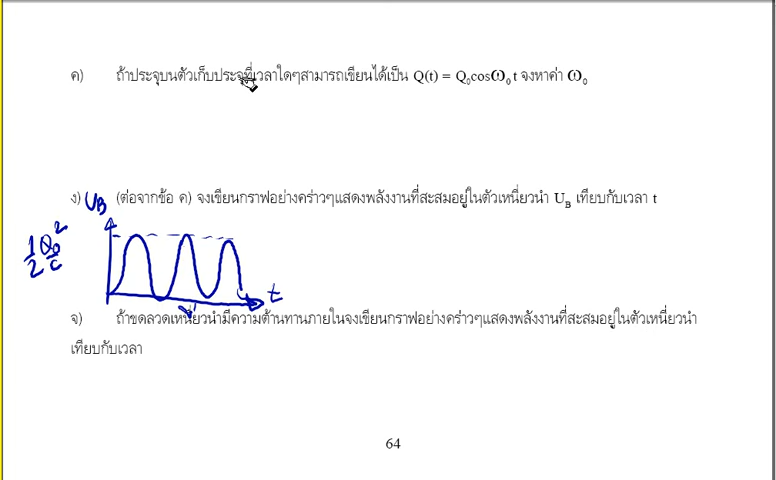 ค) ถ้าประจุบนตัวเก็บประจุที่เวลาใดๆสามารถเขียนได้เป็น Q(t) = Q₀cosω₀t จงหาค่า ω₀
ง) (ต่อจากข้อ ค) จงเขียนกราฟอย่างคร่าวๆแสดงพลังงานที่สะสมอยู่ในตัวเหนี่ยวนำ U_B เทียบกับเวลา t
U_B
1/2 Q₀²/C
t
จ) ถ้าขดลวดเหนี่ยวนำมีความต้านทานภายในจงเขียนกราฟอย่างคร่าวๆแสดงพลังงานที่สะสมอยู่ในตัวเหนี่ยวนำ
เทียบกับเวลา
64